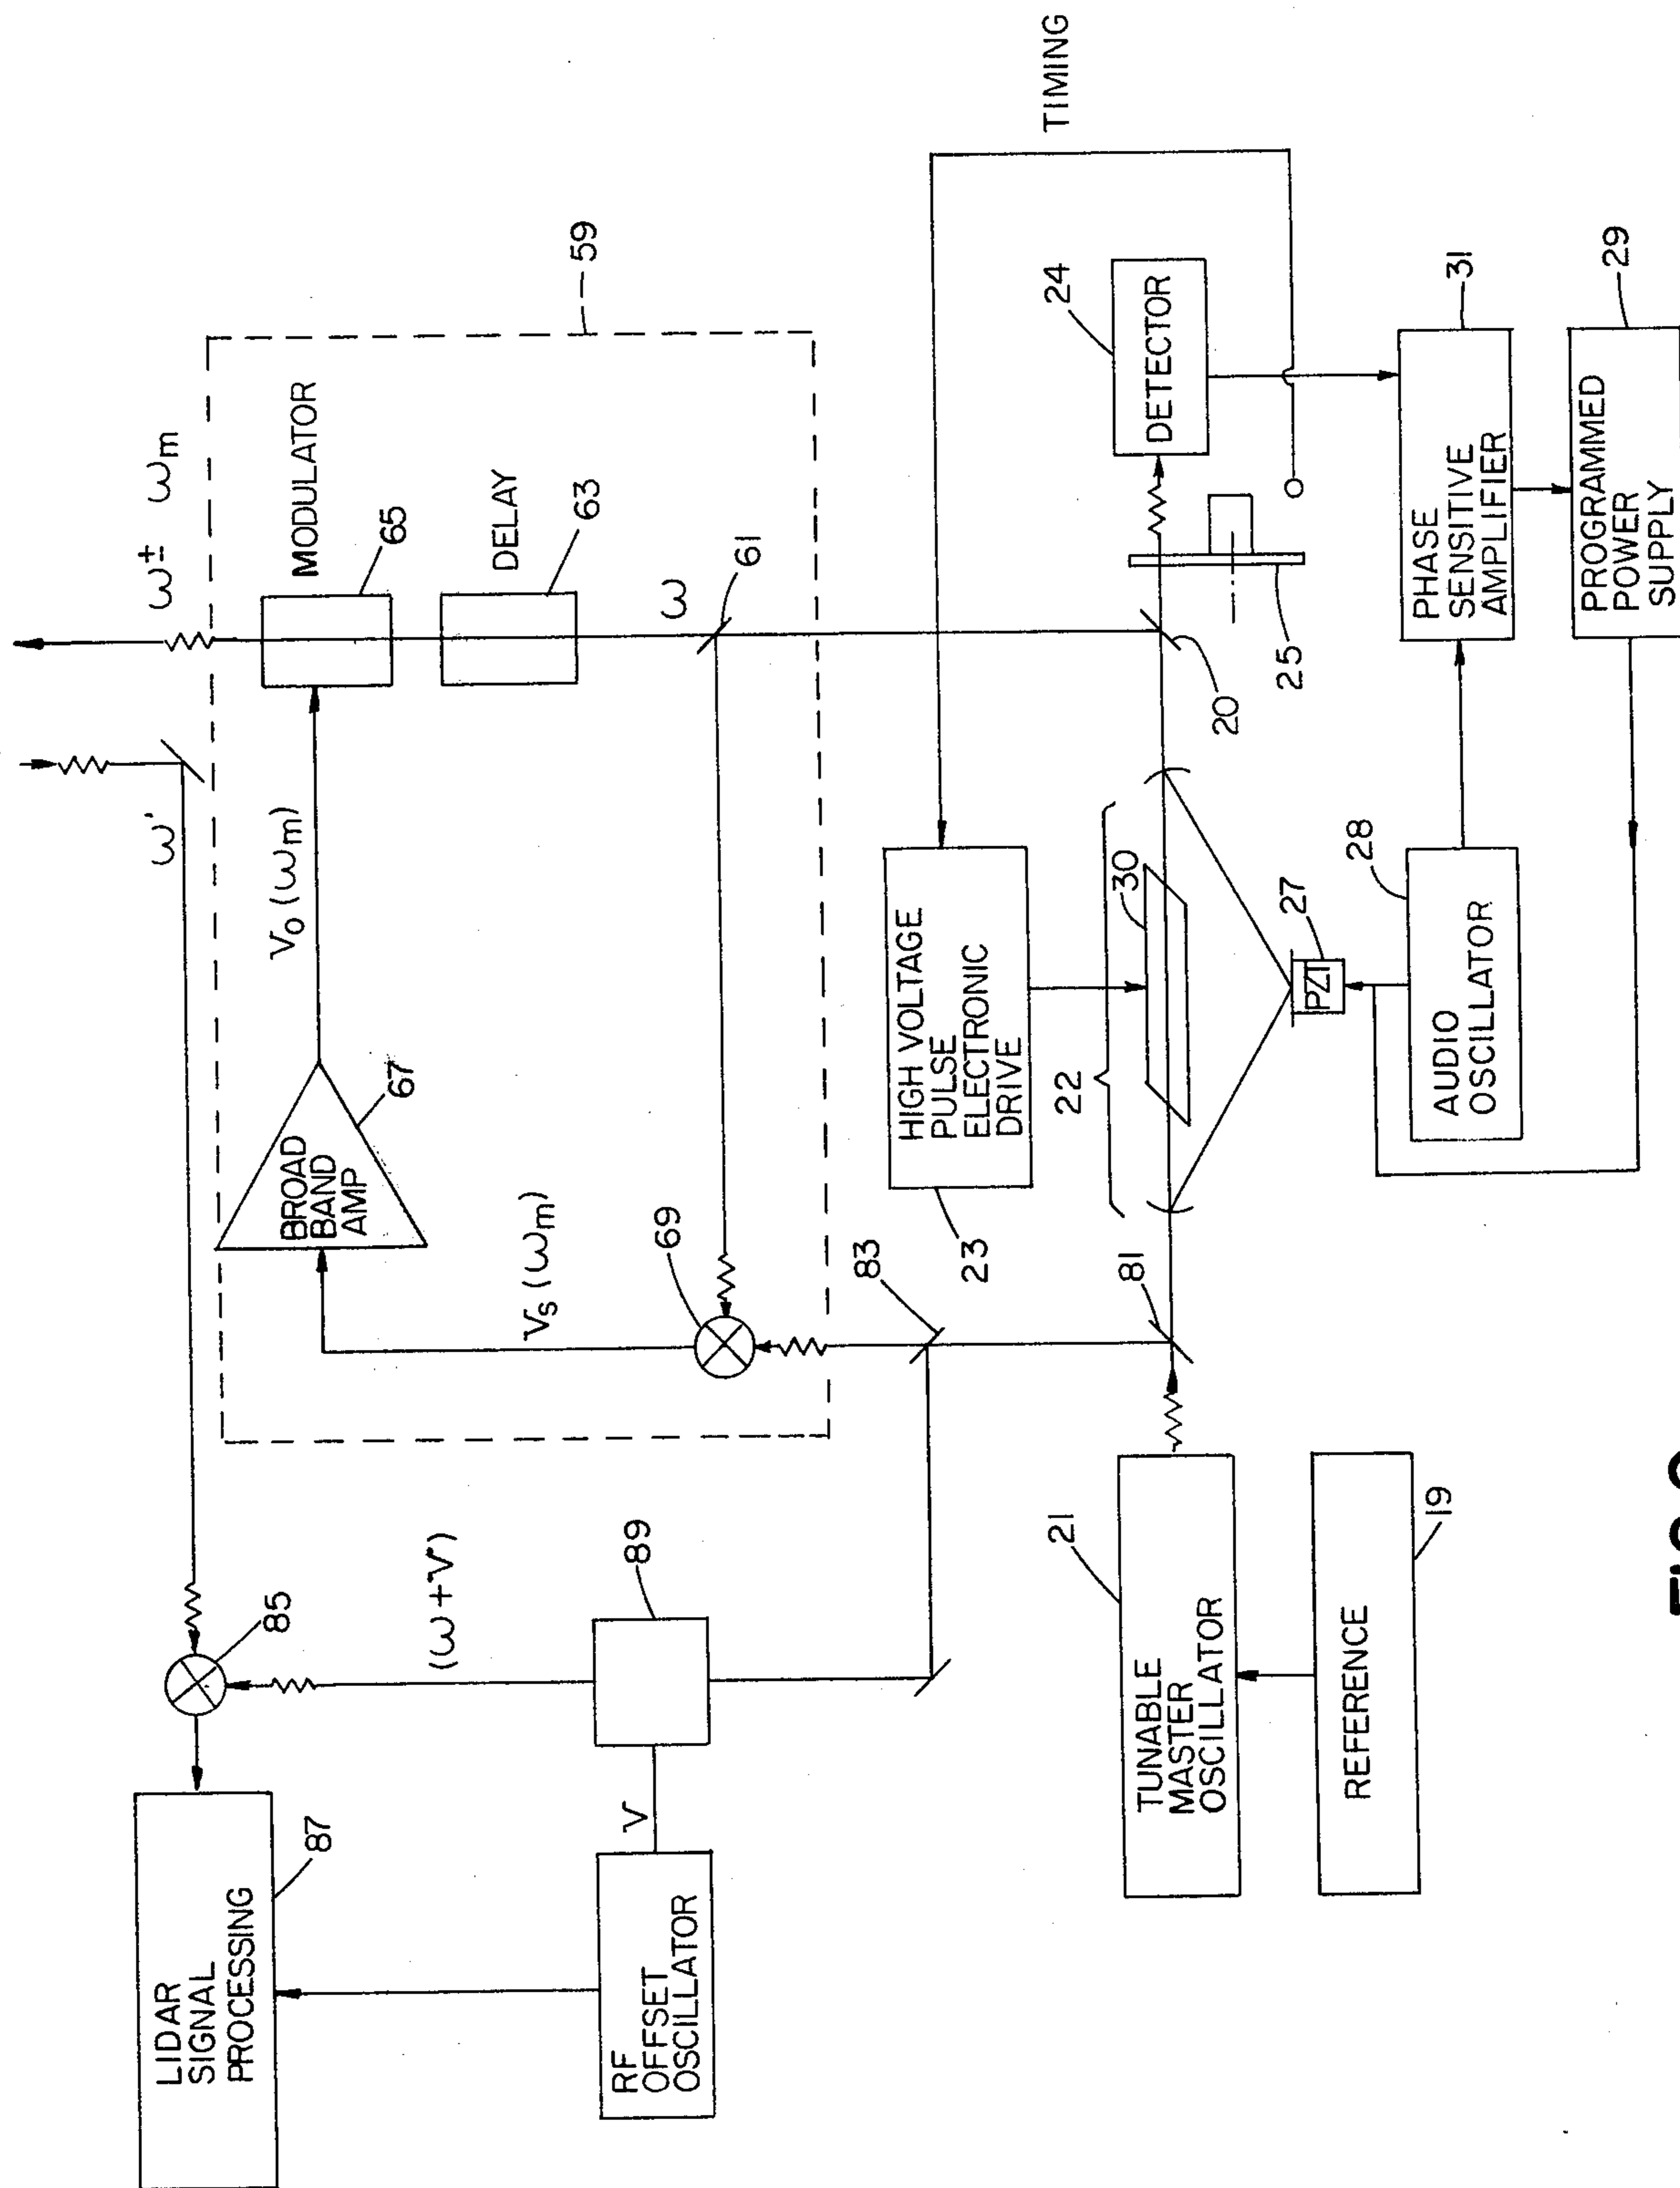 LIDAR
SIGNAL
PROCESSING
87
85
ω'
ω± ωm
(ω+ν)
89
ν
RF
OFFSET
OSCILLATOR
BROAD
BAND
AMP
67
Vo (ωm)
MODULATOR
65
DELAY
63
59
Vs (ωm)
69
ω
61
83
HIGH VOLTAGE
PULSE
ELECTRONIC
DRIVE
23
TIMING
22
30
81
20
25
24
DETECTOR
21
TUNABLE
MASTER
OSCILLATOR
REFERENCE
19
PZT
27
28
AUDIO
OSCILLATOR
PHASE
SENSITIVE
AMPLIFIER
31
PROGRAMMED
POWER
SUPPLY
29